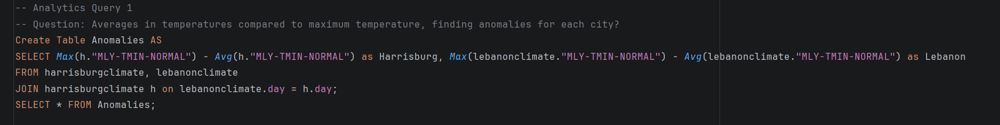 -- Analytics Query 1
-- Question: Averages in temperatures compared to maximum temperature, finding anomalies for each city?
Create Table Anomalies AS
SELECT Max(h."MLY-TMIN-NORMAL") - Avg(h."MLY-TMIN-NORMAL") as Harrisburg, Max(lebanonclimate."MLY-TMIN-NORMAL") - Avg(lebanonclimate."MLY-TMIN-NORMAL") as Lebanon
FROM harrisburgclimate, lebanonclimate
JOIN harrisburgclimate h on lebanonclimate.day = h.day;
SELECT * FROM Anomalies;